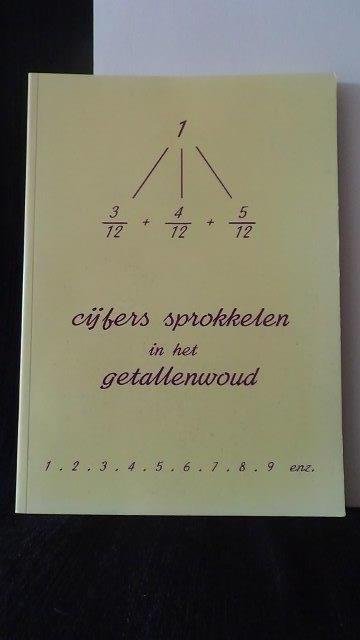 1
3/12 + 4/12 + 5/12
cijfers sprokkelen
in het
getallenwoud
1 . 2 . 3 . 4 . 5 . 6 . 7 . 8 . 9 enz.